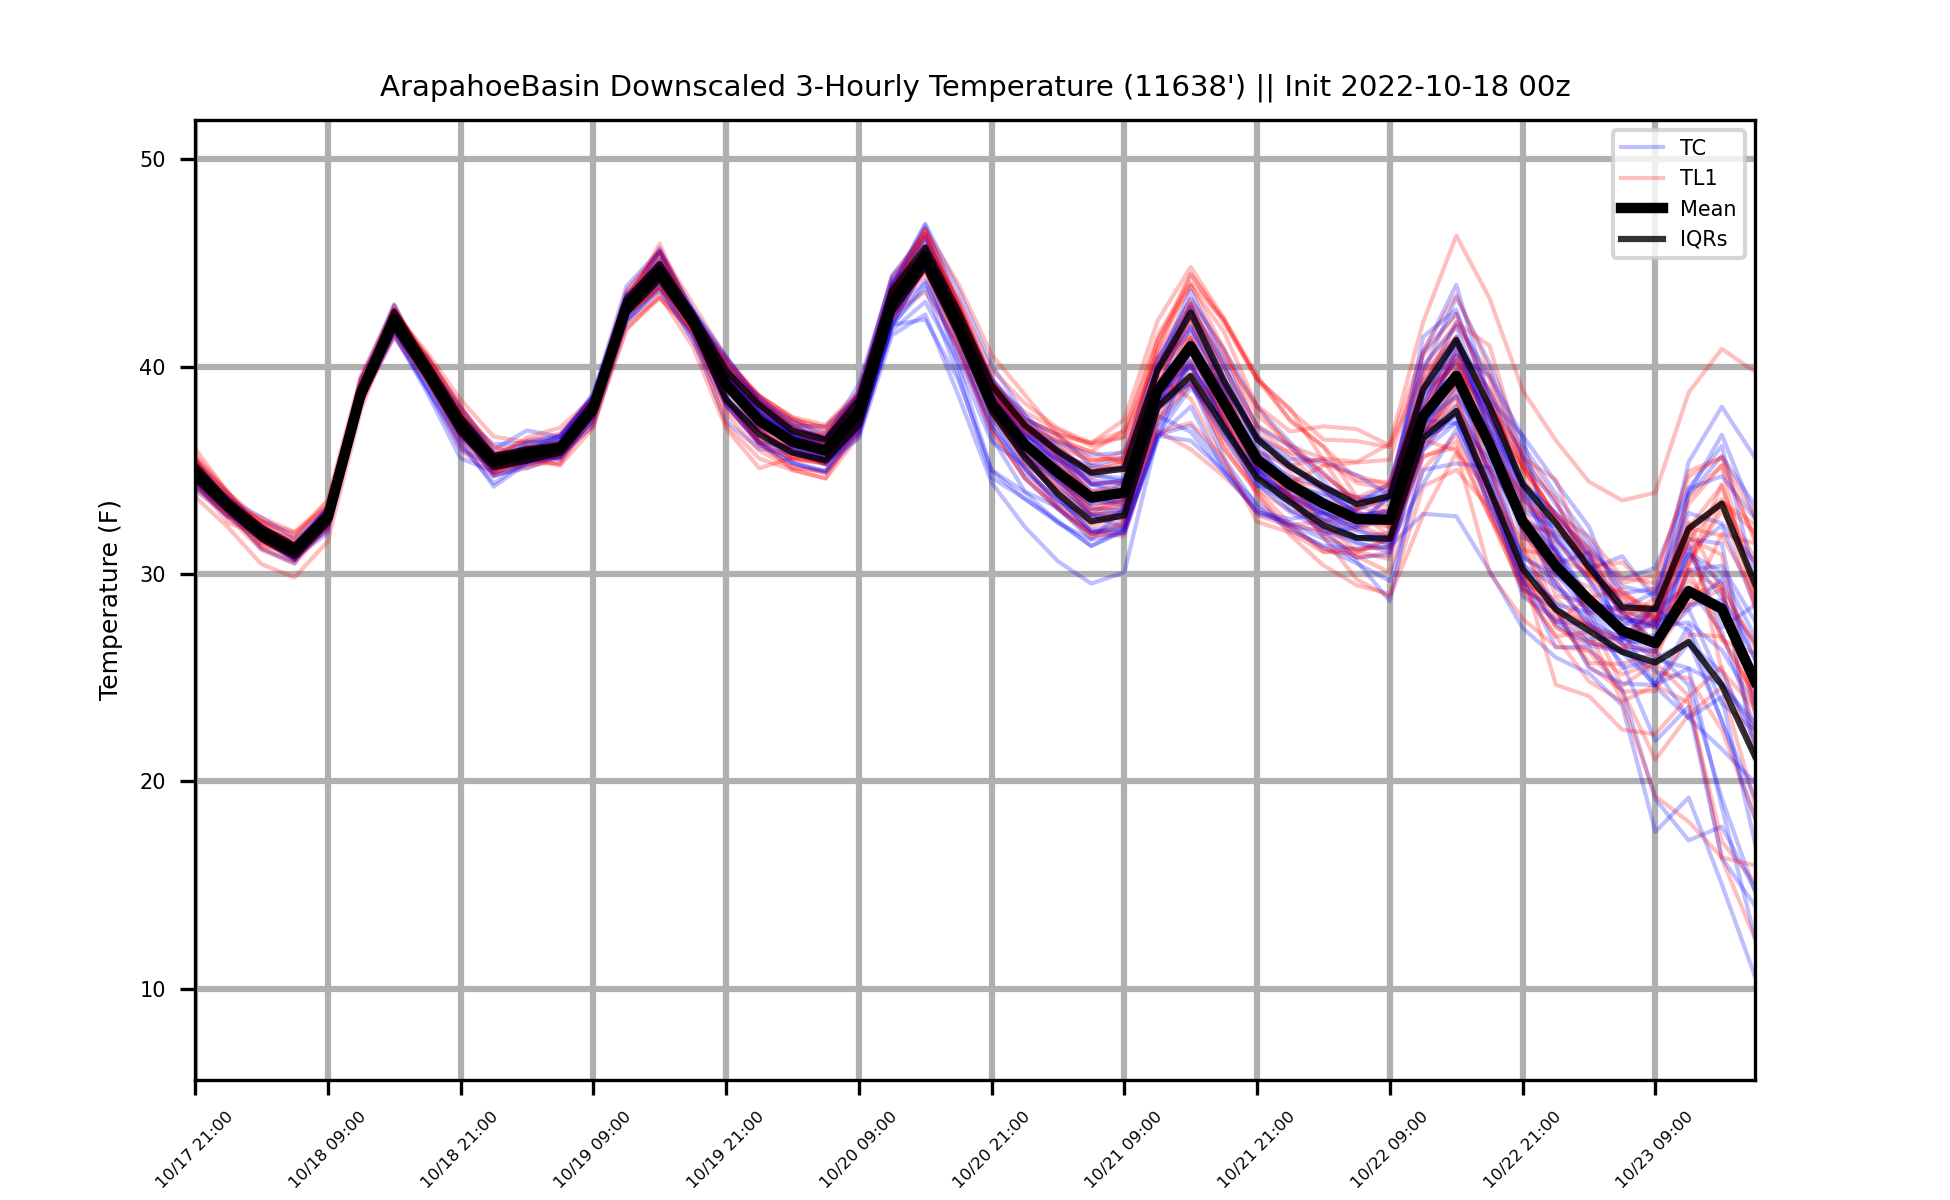 ArapahoeBasin Downscaled 3-Hourly Temperature (11638') || Init 2022-10-18 00z
TC
TL1
Mean
IQRs
Temperature (F)
50
40
30
20
10
10/17 21:00
10/18 09:00
10/18 21:00
10/19 09:00
10/19 21:00
10/20 09:00
10/20 21:00
10/21 09:00
10/21 21:00
10/22 09:00
10/22 21:00
10/23 09:00